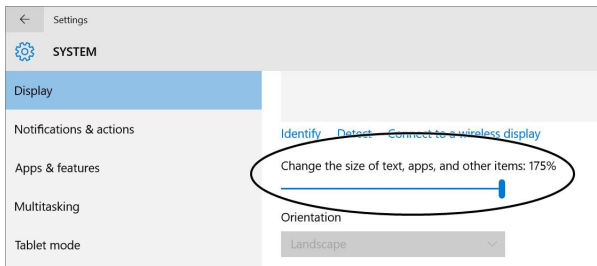 Settings
SYSTEM
Display
Notifications & actions
Apps & features
Multitasking
Tablet mode
Identify Detect Connect to a wireless display
Change the size of text, apps, and other items: 175%
Orientation
Landscape